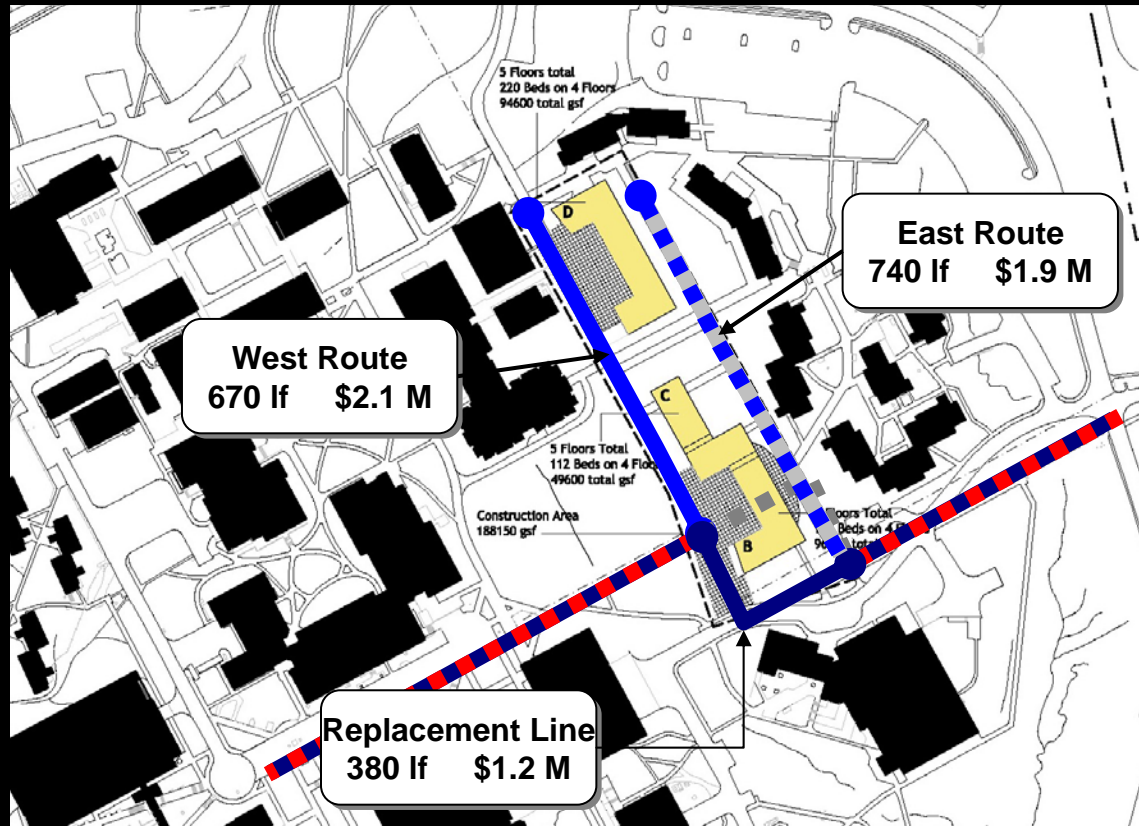 5 Floors total
220 Beds on 4 Floors
94600 total gsf
D
East Route
740 lf $1.9 M
West Route
670 lf $2.1 M
C
5 Floors Total
112 Beds on 4
49600 total gsf
Construction Area
188150 gsf
Total
Beds on 4
B
Replacement Line
380 lf $1.2 M